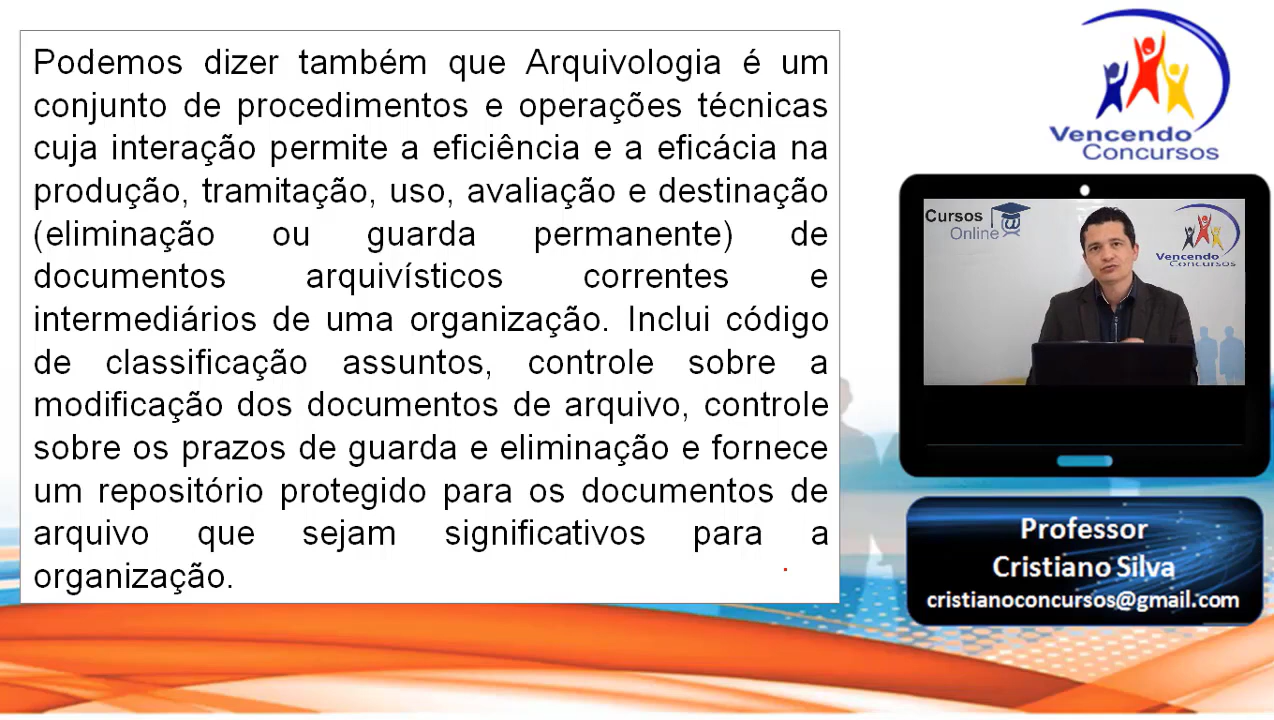 Podemos dizer também que Arquivologia é um
conjunto de procedimentos e operações técnicas
cuja interação permite a eficiência e a eficácia na
produção, tramitação, uso, avaliação e destinação
(eliminação ou guarda permanente) de
documentos arquivísticos correntes e
intermediários de uma organização. Inclui código
de classificação assuntos, controle sobre a
modificação dos documentos de arquivo, controle
sobre os prazos de guarda e eliminação e fornece
um repositório protegido para os documentos de
arquivo que sejam significativos para a
organização.
Vencendo
Concursos
Cursos
Online
Vencendo
Concursos
Professor
Cristiano Silva
cristianoconcursos@gmail.com